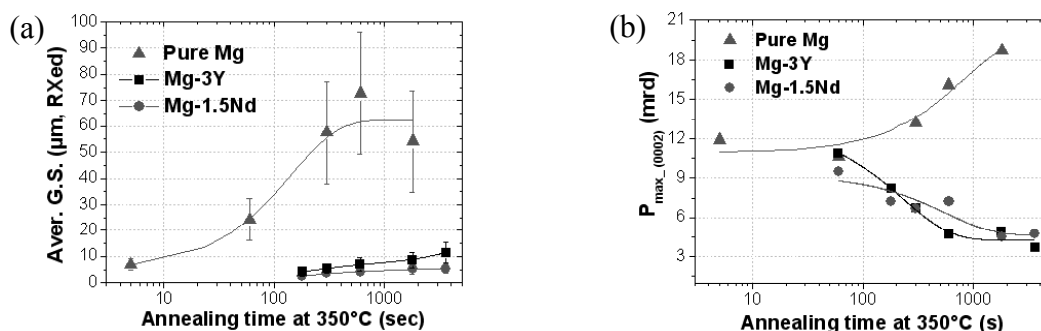 (a)
Aver. G.S. (µm, RXed)
100
90
80
70
60
50
40
30
20
10
0
Pure Mg
Mg-3Y
Mg-1.5Nd
10 100 1000
Annealing time at 350°C (sec)
(b)
P max_(0002) (mrd)
21
18
15
12
9
6
3
Pure Mg
Mg-3Y
Mg-1.5Nd
10 100 1000
Annealing time at 350°C (s)